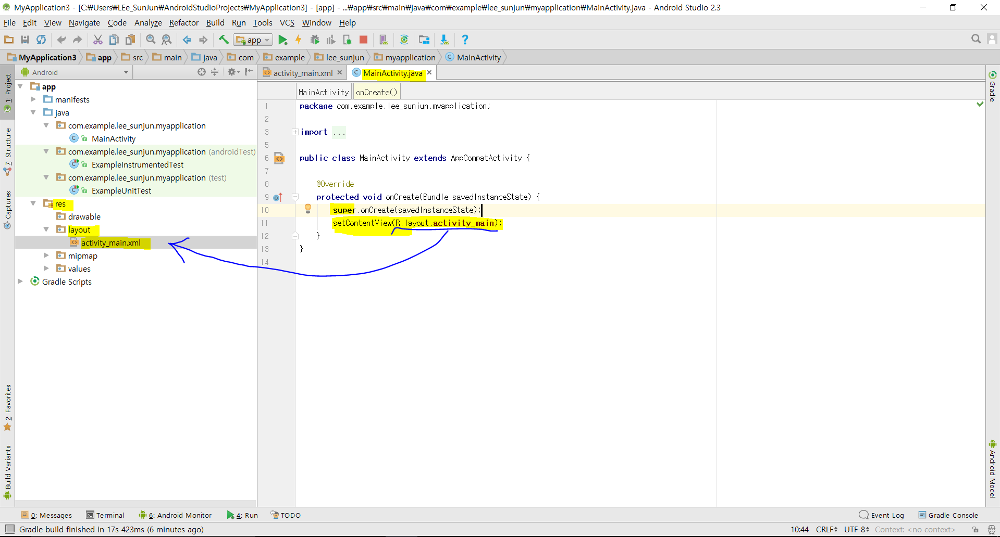 MyApplication3 - [C:₩Users₩LEe_SunJun₩AndroidStudioProjects₩MyApplication3] - [app] - ...₩app₩src₩main₩java₩com₩example₩lee_sunjun₩myapplication₩MainActivity.java - Android Studio 2.3
File Edit View Navigate Code Analyze Refactor Build Run Tools VCS Window Help
app
MyApplication3 app src main java com example lee_sunjun myapplication MainActivity
Android
activity_main.xml MainActivity.java
1: Project
7: Structure
Captures
2: Favorites
Build Variants
app
manifests
java
com.example.lee_sunjun.myapplication
MainActivity
com.example.lee_sunjun.myapplication (androidTest)
ExampleInstrumentedTest
com.example.lee_sunjun.myapplication (test)
ExampleUnitTest
res
drawable
layout
activity_main.xml
mipmap
values
Gradle Scripts
MainActivity onCreate()
1 package com.example.lee_sunjun.myapplication;
2
3 import ...
5
6 public class MainActivity extends AppCompatActivity {
7
8 @Override
9 protected void onCreate(Bundle savedInstanceState) {
10 super.onCreate(savedInstanceState);
11 setContentView(R.layout.activity_main);
12 }
13 }
14
Gradle
Android Model
0: Messages Terminal 6: Android Monitor 4: Run TODO Event Log Gradle Console
Gradle build finished in 17s 423ms (6 minutes ago) 10:44 CRLF UTF-8 Context: <no context>